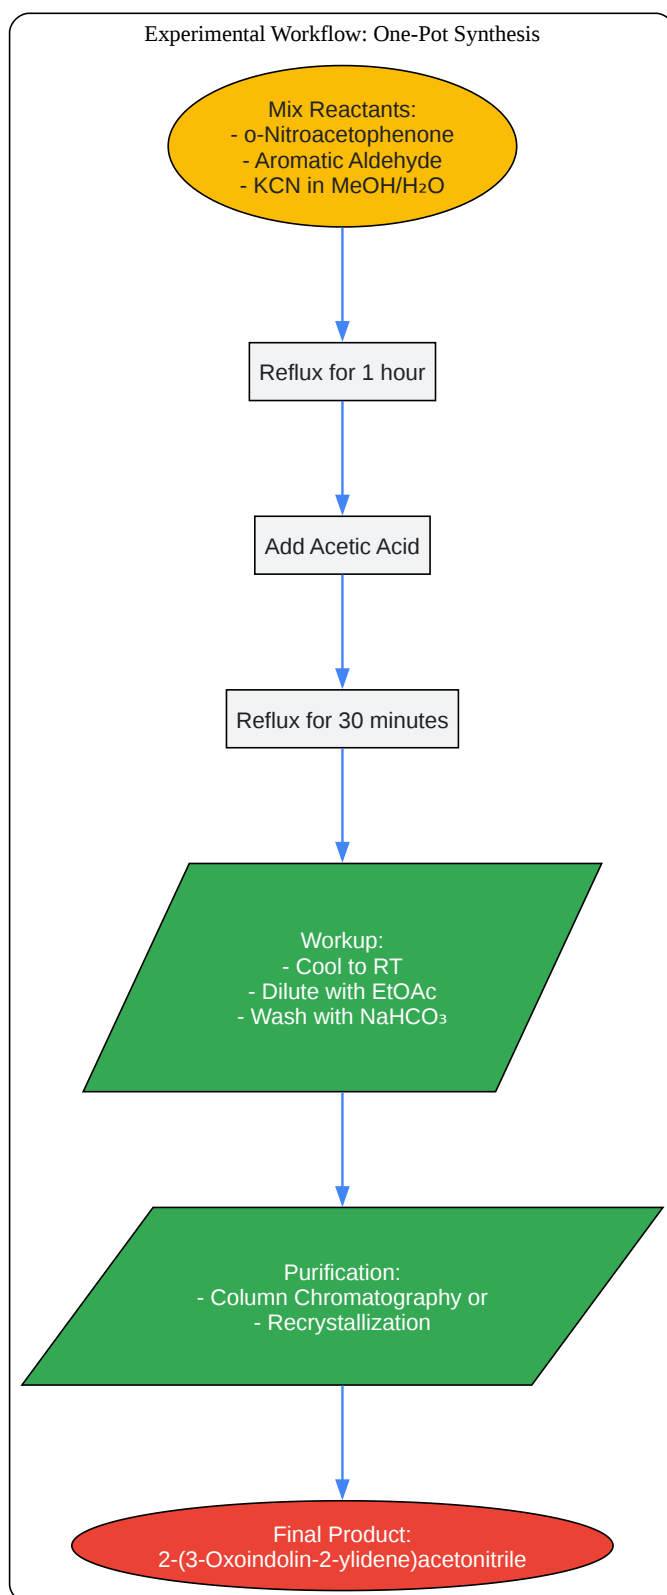 Experimental Workflow: One-Pot Synthesis
Mix Reactants:
- o-Nitroacetophenone
- Aromatic Aldehyde
- KCN in MeOH/H₂O
Reflux for 1 hour
Add Acetic Acid
Reflux for 30 minutes
Workup:
- Cool to RT
- Dilute with EtOAc
- Wash with NaHCO₃
Purification:
- Column Chromatography or
- Recrystallization
Final Product:
2-(3-Oxoindolin-2-ylidene)acetonitrile